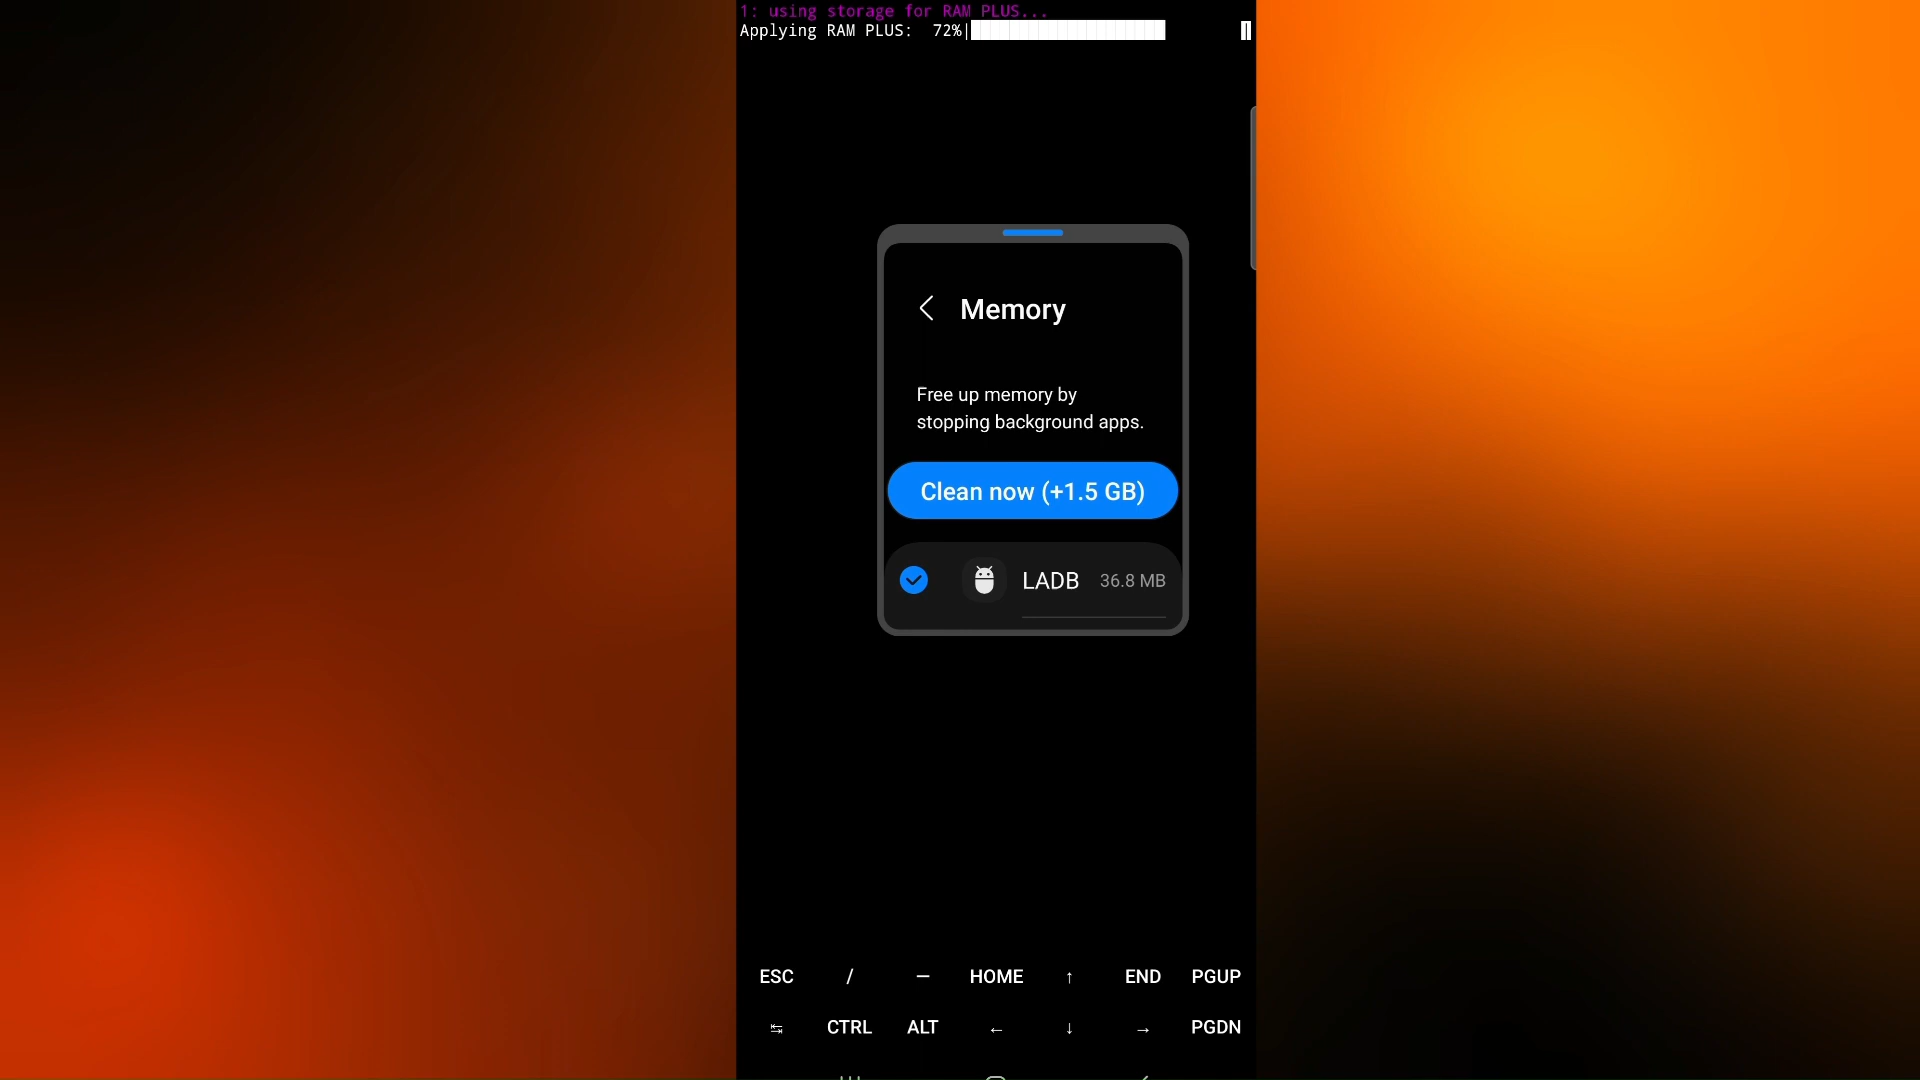 1: using storage for RAM PLUS...
Applying RAM PLUS:  72%|
Memory
Free up memory by
stopping background apps.
Clean now (+1.5 GB)
LADB 36.8 MB
ESC / — HOME ↑ END PGUP
↹ CTRL ALT ← ↓ → PGDN